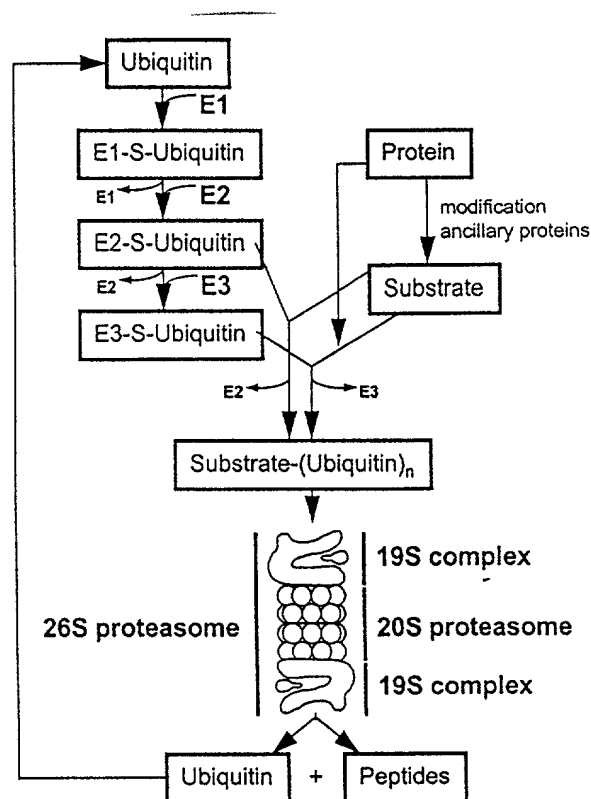 Ubiquitin
E1
E1-S-Ubiquitin
Protein
E1
E2
modification
ancillary proteins
E2-S-Ubiquitin
E2
E3
Substrate
E3-S-Ubiquitin
E2
E3
Substrate-(Ubiquitin)n
19S complex
26S proteasome
20S proteasome
19S complex
Ubiquitin + Peptides